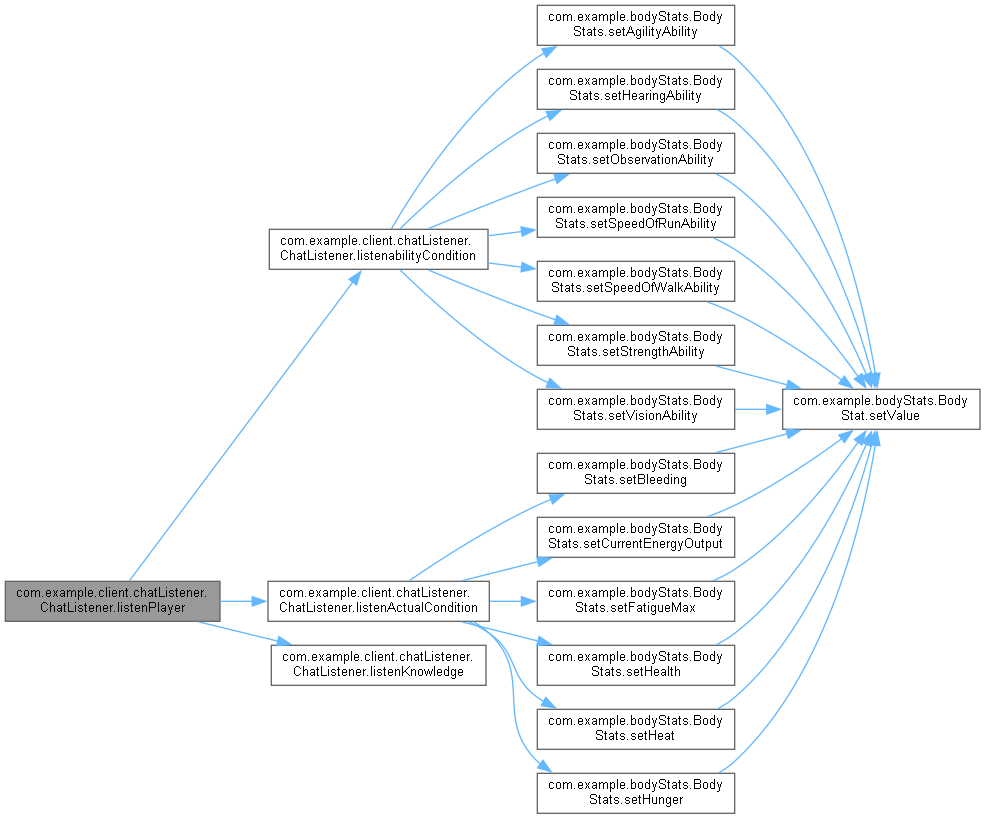 com.example.bodyStats.Body
Stats.setAgilityAbility
com.example.bodyStats.Body
Stats.setHearingAbility
com.example.bodyStats.Body
Stats.setObservationAbility
com.example.bodyStats.Body
Stats.setSpeedOfRunAbility
com.example.client.chatListener.
ChatListener.listenabilityCondition
com.example.bodyStats.Body
Stats.setSpeedOfWalkAbility
com.example.bodyStats.Body
Stats.setStrengthAbility
com.example.bodyStats.Body
Stats.setVisionAbility
com.example.bodyStats.Body
Stat.setValue
com.example.bodyStats.Body
Stats.setBleeding
com.example.bodyStats.Body
Stats.setCurrentEnergyOutput
com.example.client.chatListener.
ChatListener.listenPlayer
com.example.client.chatListener.
ChatListener.listenActualCondition
com.example.bodyStats.Body
Stats.setFatigueMax
com.example.client.chatListener.
ChatListener.listenKnowledge
com.example.bodyStats.Body
Stats.setHealth
com.example.bodyStats.Body
Stats.setHeat
com.example.bodyStats.Body
Stats.setHunger